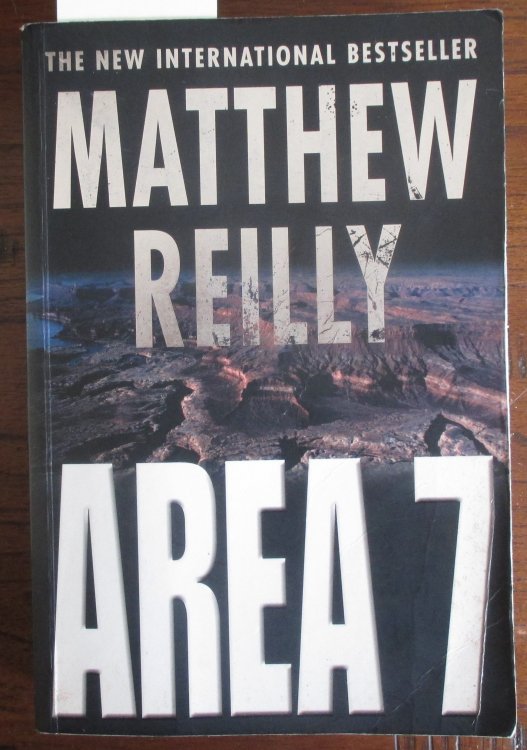 THE NEW INTERNATIONAL BESTSELLER
MATTHEW
REILLY
AREA 7